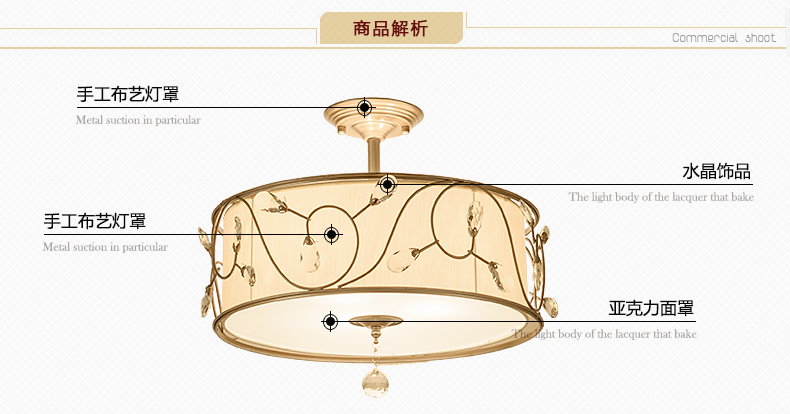 商品解析
Commercial shoot
手工布艺灯罩
Metal suction in particular
水晶饰品
The light body of the lacquer that bake
手工布艺灯罩
Metal suction in particular
亚克力面罩
The light body of the lacquer that bake